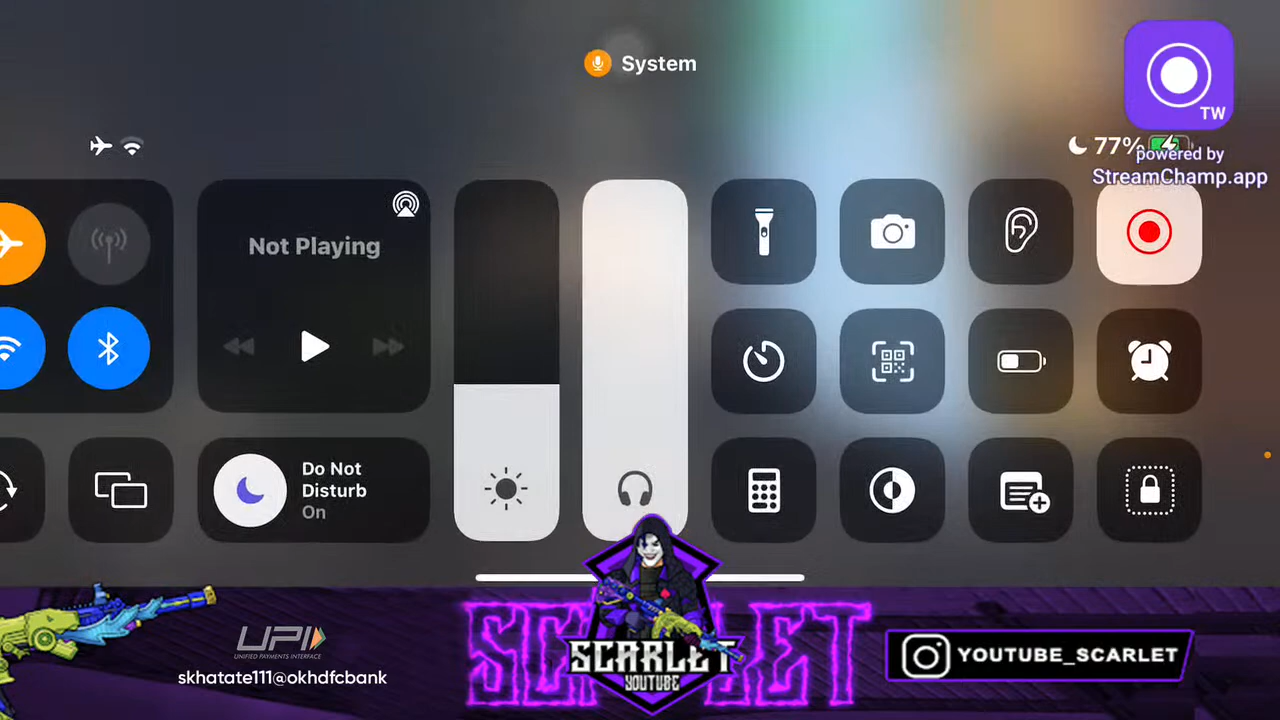 System
TW
77%
powered by
StreamChamp.app
Not Playing
Do Not
Disturb
On
SCARLET
SCARLET
YOUTUBE
UPI
UNIFIED PAYMENTS INTERFACE
skhatate111@okhdfcbank
YOUTUBE_SCARLET